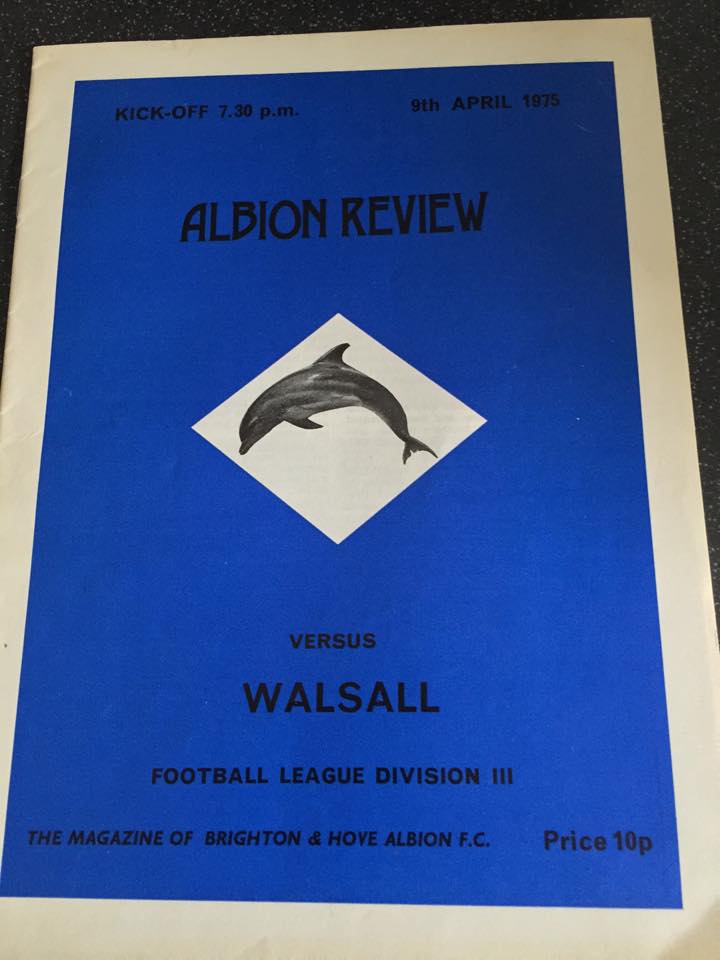 KICK-OFF 7.30 p.m. 9th APRIL 1975
ALBION REVIEW
VERSUS
WALSALL
FOOTBALL LEAGUE DIVISION III
THE MAGAZINE OF BRIGHTON & HOVE ALBION F.C. Price 10p